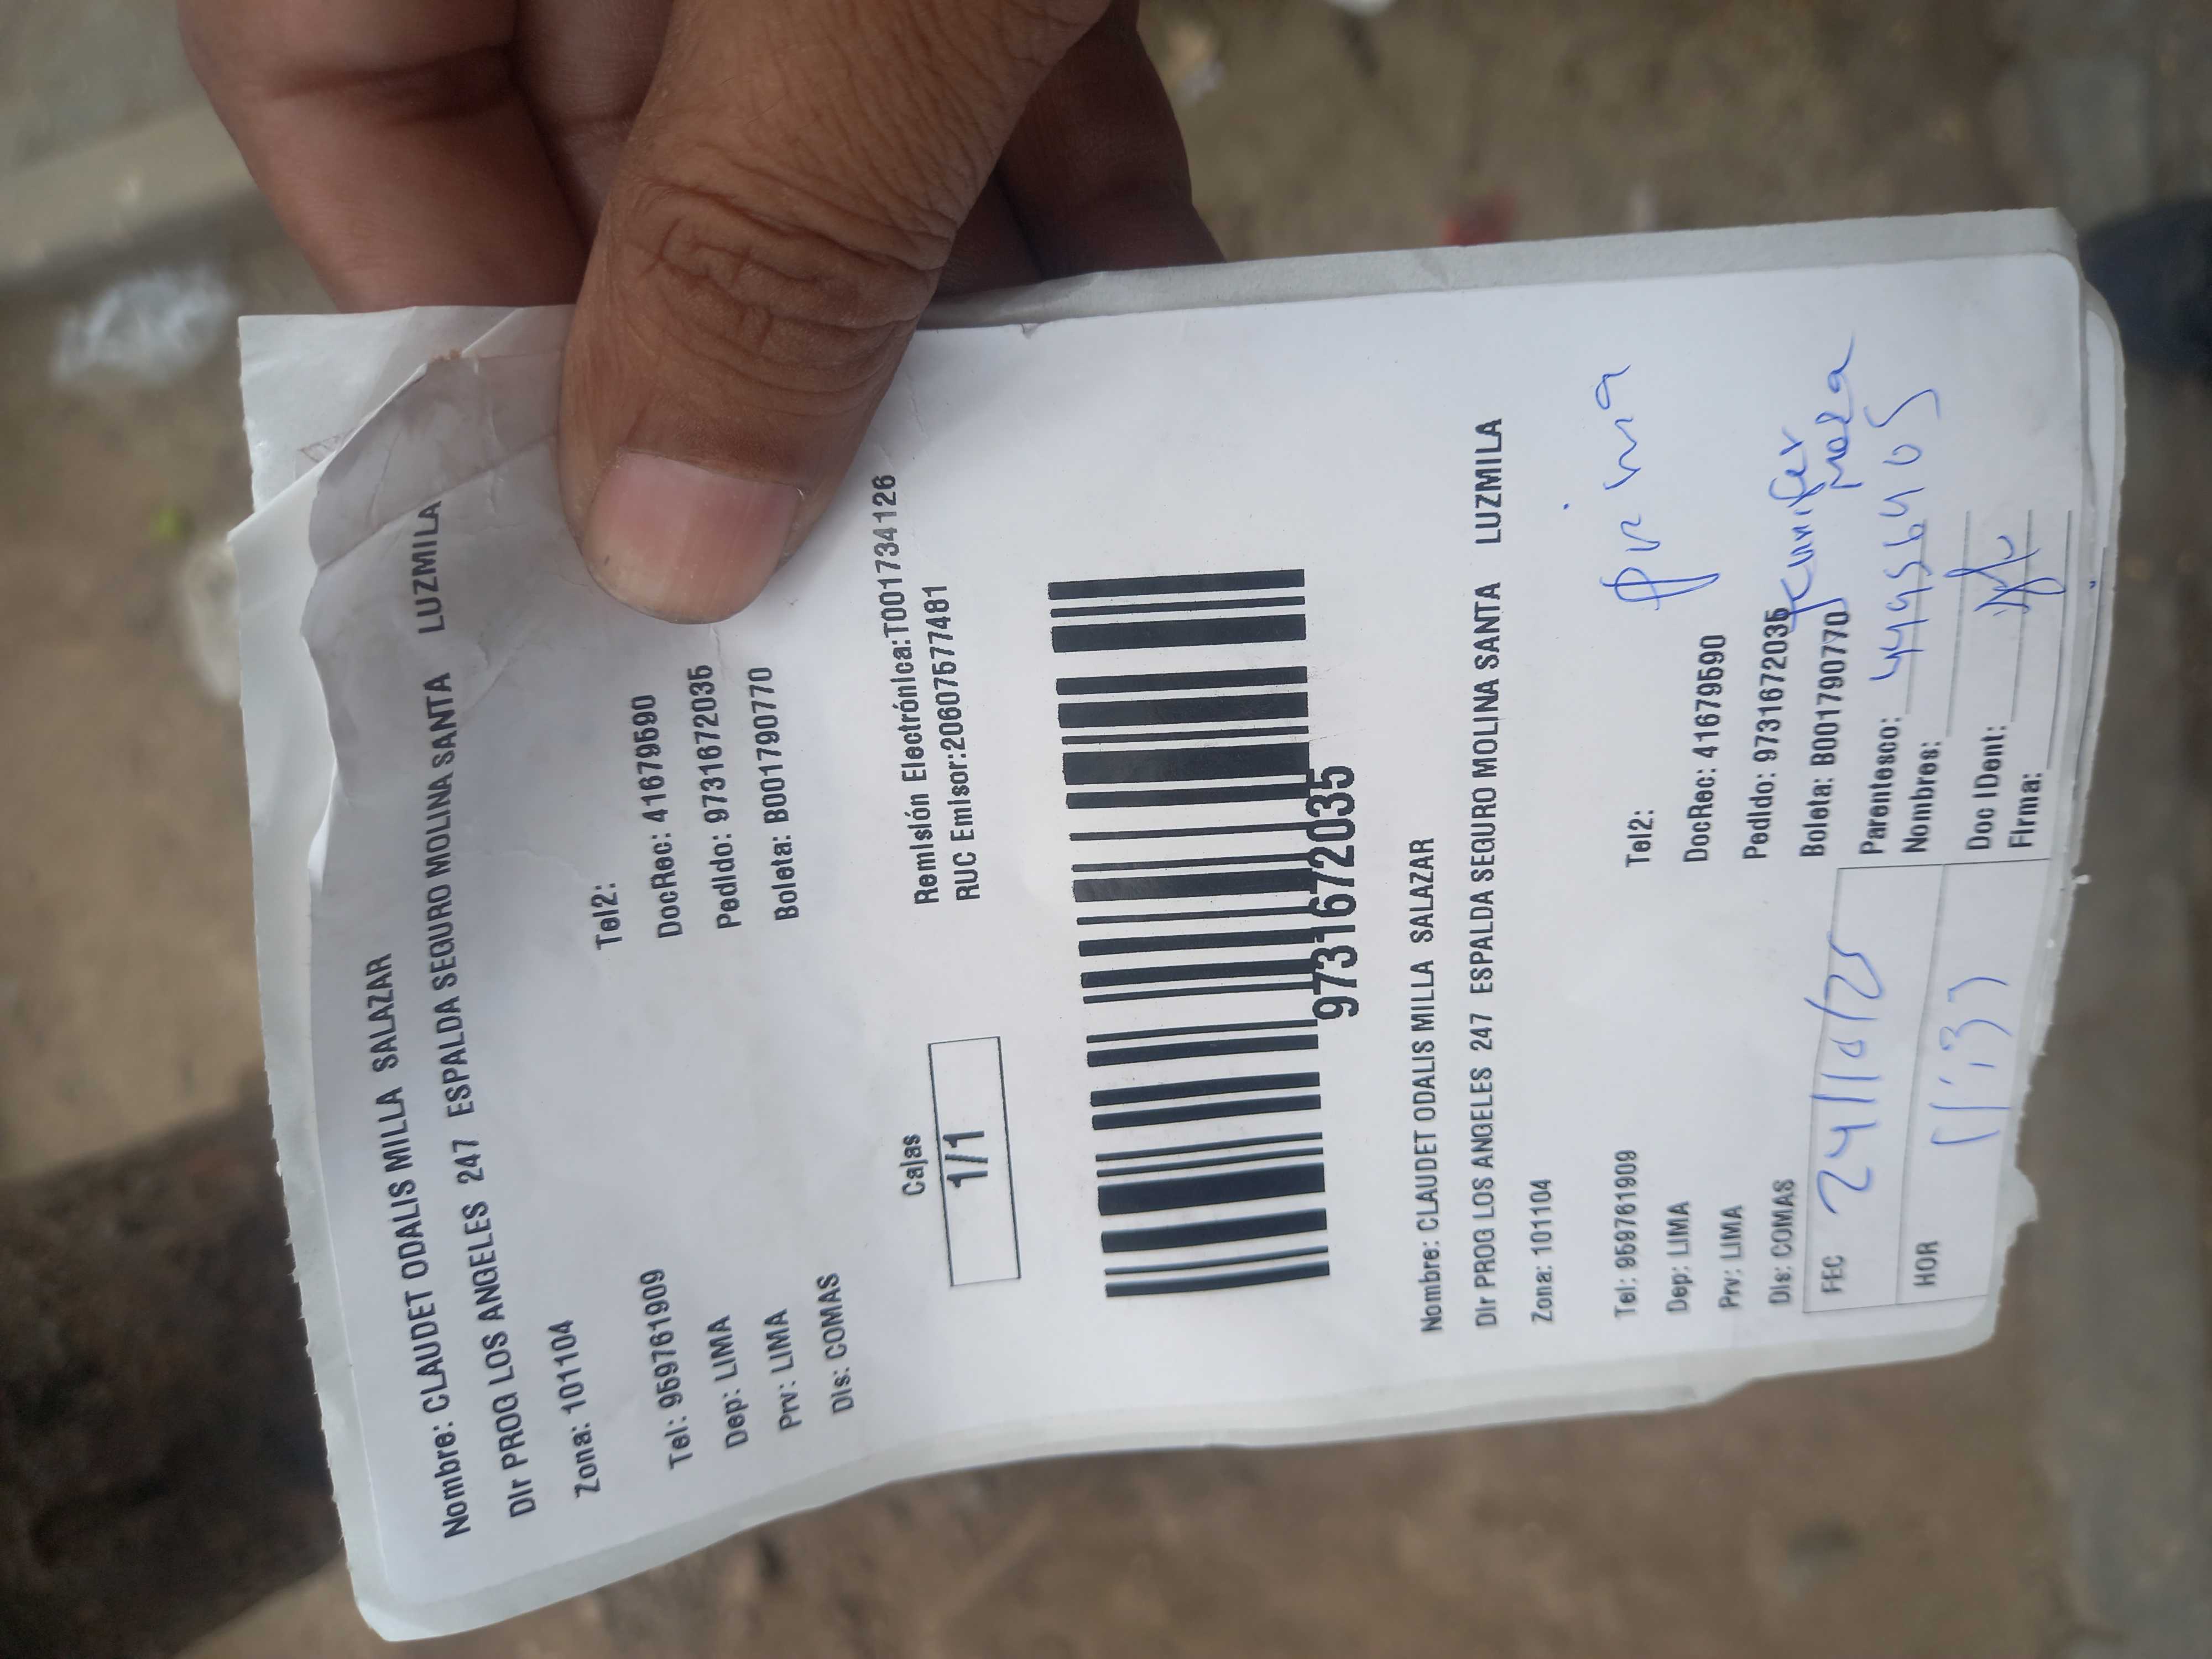 Nombre: CLAUDET ODALIS MILLA SALAZAR
Dir PROG LOS ANGELES 247 ESPALDA SEGURO MOLINA SANTA LUZMILA
Zona: 101104
Tel: 959761909
Tel2:
Dep: LIMA
DocRec: 41679590
Prv: LIMA
Pedido: 9731672035
Dis: COMAS
Boleta: B001790770
Cajas
1/1
Remisión Electrónica:T001734126
RUC Emisor:20607577481
9731672035
Nombre: CLAUDET ODALIS MILLA SALAZAR
Dir PROG LOS ANGELES 247 ESPALDA SEGURO MOLINA SANTA LUZMILA
Zona: 101104
prima
Tel: 959761909
Tel2:
Dep: LIMA
DocRec: 41679590
Prv: LIMA
Pedido: 9731672035
Dis: COMAS
Boleta: B001790770
FEC 24/10/25
Parentesco:
Nombres:
HOR 11:37
Doc IDent:
Firma: